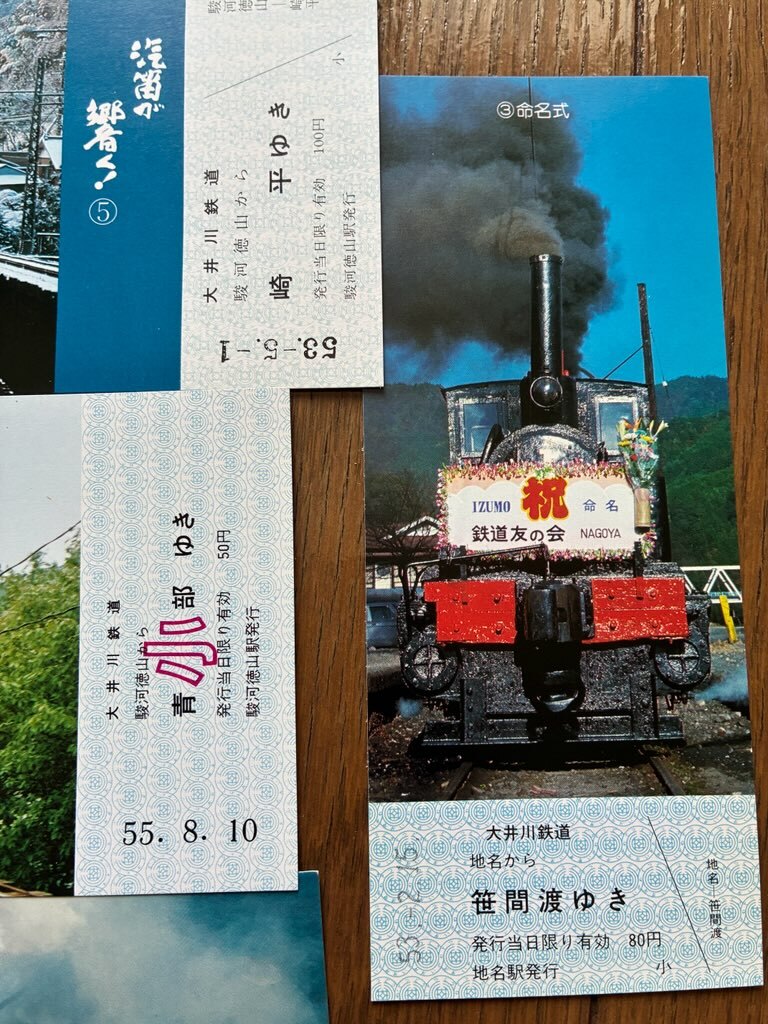 ⑤
汽笛が
響く
大井川鉄道
駿河徳山から
崎平ゆき
発行当日限り有効 100円
駿河徳山駅発行
小
53.-5.-1
大井川鉄道
駿河徳山から
青部ゆき
小
発行当日限り有効 50円
駿河徳山駅発行
55.8.10
③命名式
IZUMO 祝 命名
鉄道友の会 NAGOYA
大井川鉄道
地名から
笹間渡ゆき
発行当日限り有効 80円
地名駅発行
小
地名 笹間渡
53.-2.15